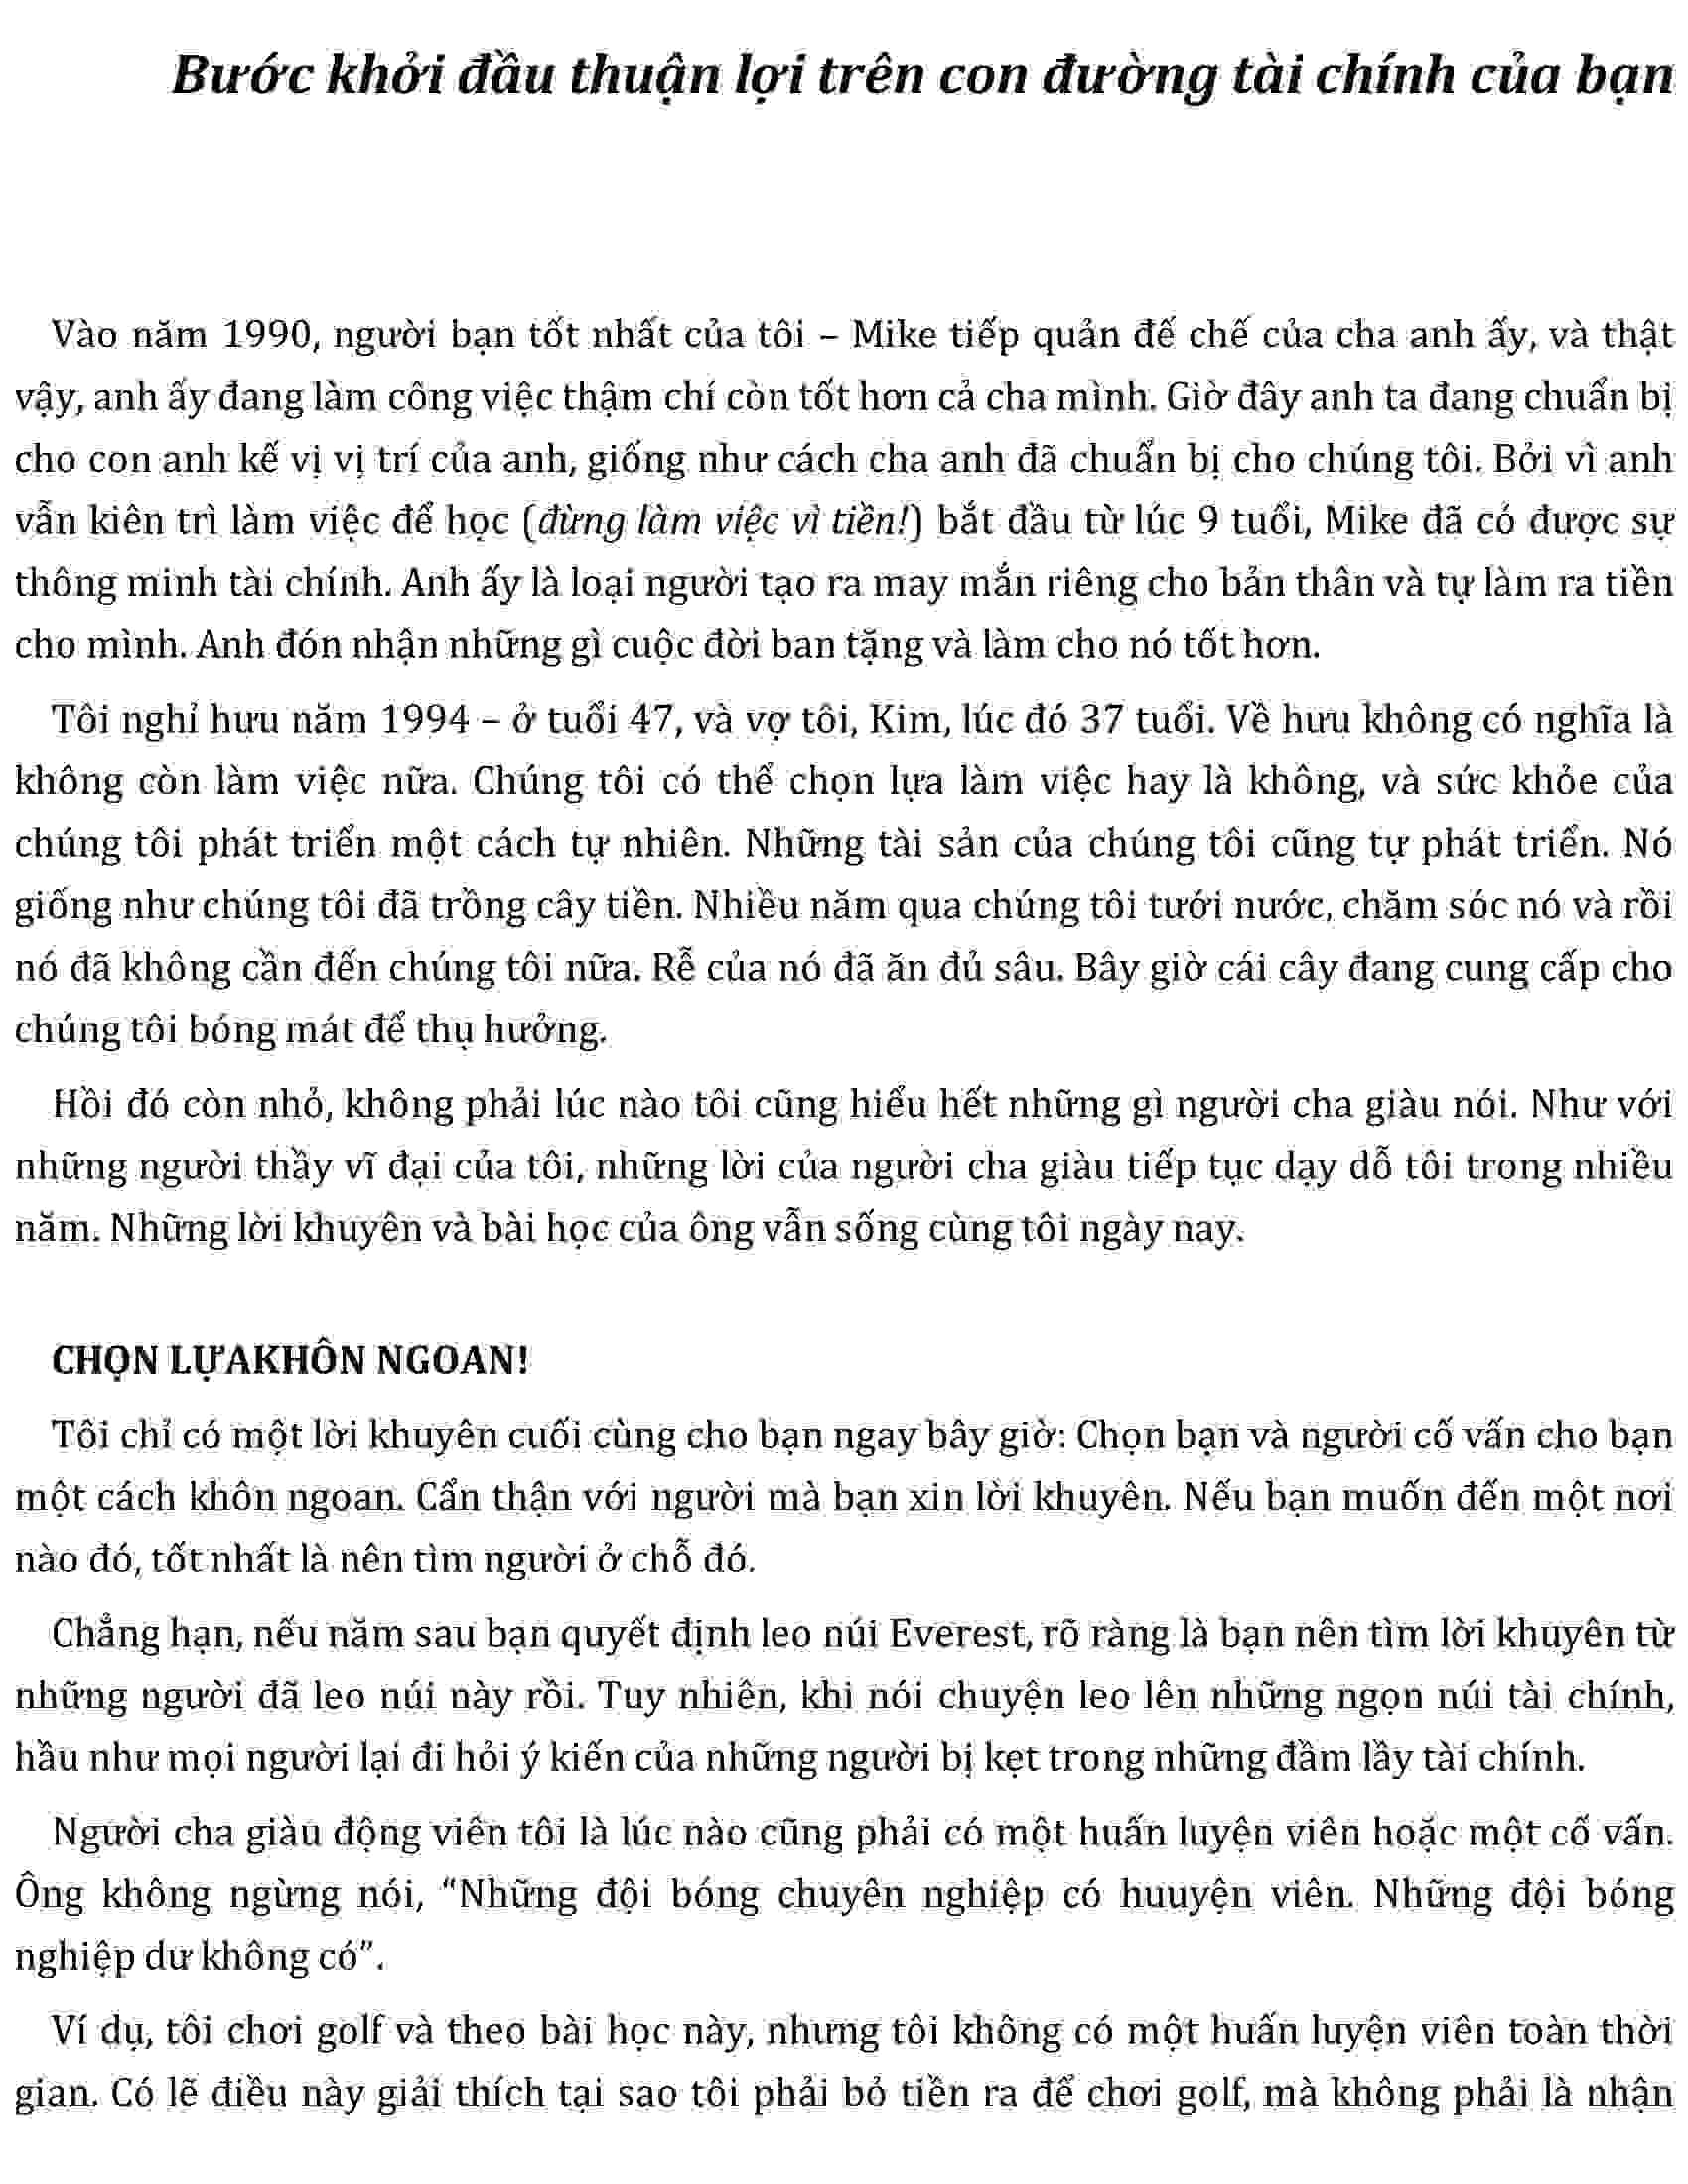 Bước khởi đầu thuận lợi trên con đường tài chính của bạn
Vào năm 1990, người bạn tốt nhất của tôi – Mike tiếp quản đế chế của cha anh ấy, và thật
vậy, anh ấy đang làm công việc thậm chí còn tốt hơn cả cha mình. Giờ đây anh ta đang chuẩn bị
cho con anh kế vị vị trí của anh, giống như cách cha anh đã chuẩn bị cho chúng tôi. Bởi vì anh
vẫn kiên trì làm việc để học (đừng làm việc vì tiền!) bắt đầu từ lúc 9 tuổi, Mike đã có được sự
thông minh tài chính. Anh ấy là loại người tạo ra may mắn riêng cho bản thân và tự làm ra tiền
cho mình. Anh đón nhận những gì cuộc đời ban tặng và làm cho nó tốt hơn.
Tôi nghỉ hưu năm 1994 – ở tuổi 47, và vợ tôi, Kim, lúc đó 37 tuổi. Về hưu không có nghĩa là
không còn làm việc nữa. Chúng tôi có thể chọn lựa làm việc hay là không, và sức khỏe của
chúng tôi phát triển một cách tự nhiên. Những tài sản của chúng tôi cũng tự phát triển. Nó
giống như chúng tôi đã trồng cây tiền. Nhiều năm qua chúng tôi tưới nước, chăm sóc nó và rồi
nó đã không cần đến chúng tôi nữa. Rễ của nó đã ăn đủ sâu. Bây giờ cái cây đang cung cấp cho
chúng tôi bóng mát để thụ hưởng.
Hồi đó còn nhỏ, không phải lúc nào tôi cũng hiểu hết những gì người cha giàu nói. Như với
những người thầy vĩ đại của tôi, những lời của người cha giàu tiếp tục dạy dỗ tôi trong nhiều
năm. Những lời khuyên và bài học của ông vẫn sống cùng tôi ngày nay.
CHỌN LỰAKHÔN NGOAN!
Tôi chỉ có một lời khuyên cuối cùng cho bạn ngay bây giờ: Chọn bạn và người cố vấn cho bạn
một cách khôn ngoan. Cẩn thận với người mà bạn xin lời khuyên. Nếu bạn muốn đến một nơi
nào đó, tốt nhất là nên tìm người ở chỗ đó.
Chẳng hạn, nếu năm sau bạn quyết định leo núi Everest, rõ ràng là bạn nên tìm lời khuyên từ
những người đã leo núi này rồi. Tuy nhiên, khi nói chuyện leo lên những ngọn núi tài chính,
hầu như mọi người lại đi hỏi ý kiến của những người bị kẹt trong những đầm lầy tài chính.
Người cha giàu động viên tôi là lúc nào cũng phải có một huấn luyện viên hoặc một cố vấn.
Ông không ngừng nói, “Những đội bóng chuyên nghiệp có huuyện viên. Những đội bóng
nghiệp dư không có”.
Ví dụ, tôi chơi golf và theo bài học này, nhưng tôi không có một huấn luyện viên toàn thời
gian. Có lẽ điều này giải thích tại sao tôi phải bỏ tiền ra để chơi golf, mà không phải là nhận